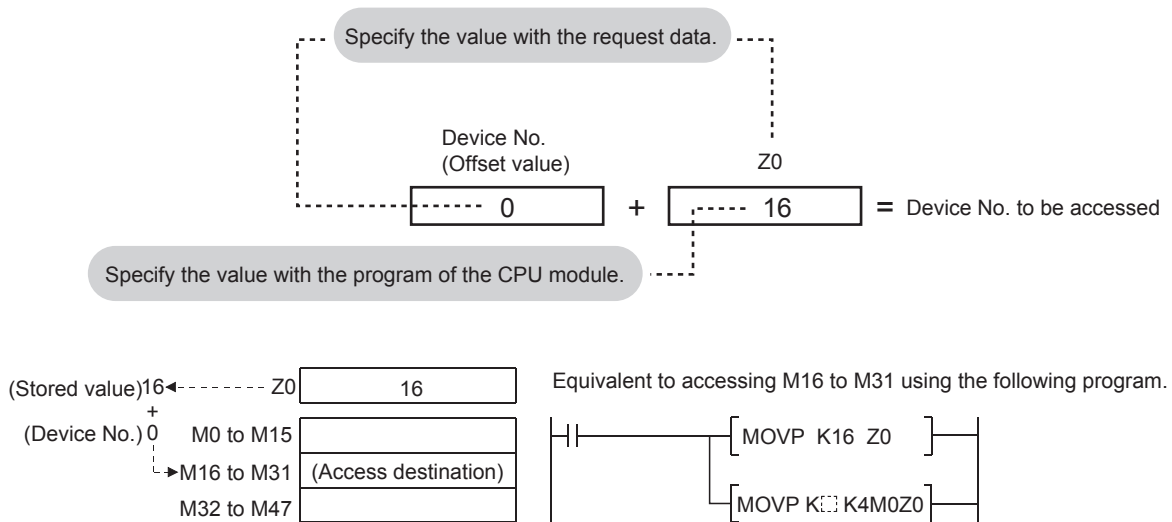 Specify the value with the request data.
Device No.
(Offset value)
Z0
0 + 16 = Device No. to be accessed
Specify the value with the program of the CPU module.
(Stored value)16 Z0 16
+
(Device No.) 0
M0 to M15
M16 to M31 (Access destination)
M32 to M47
Equivalent to accessing M16 to M31 using the following program.
MOVP K16 Z0
MOVP K K4M0Z0